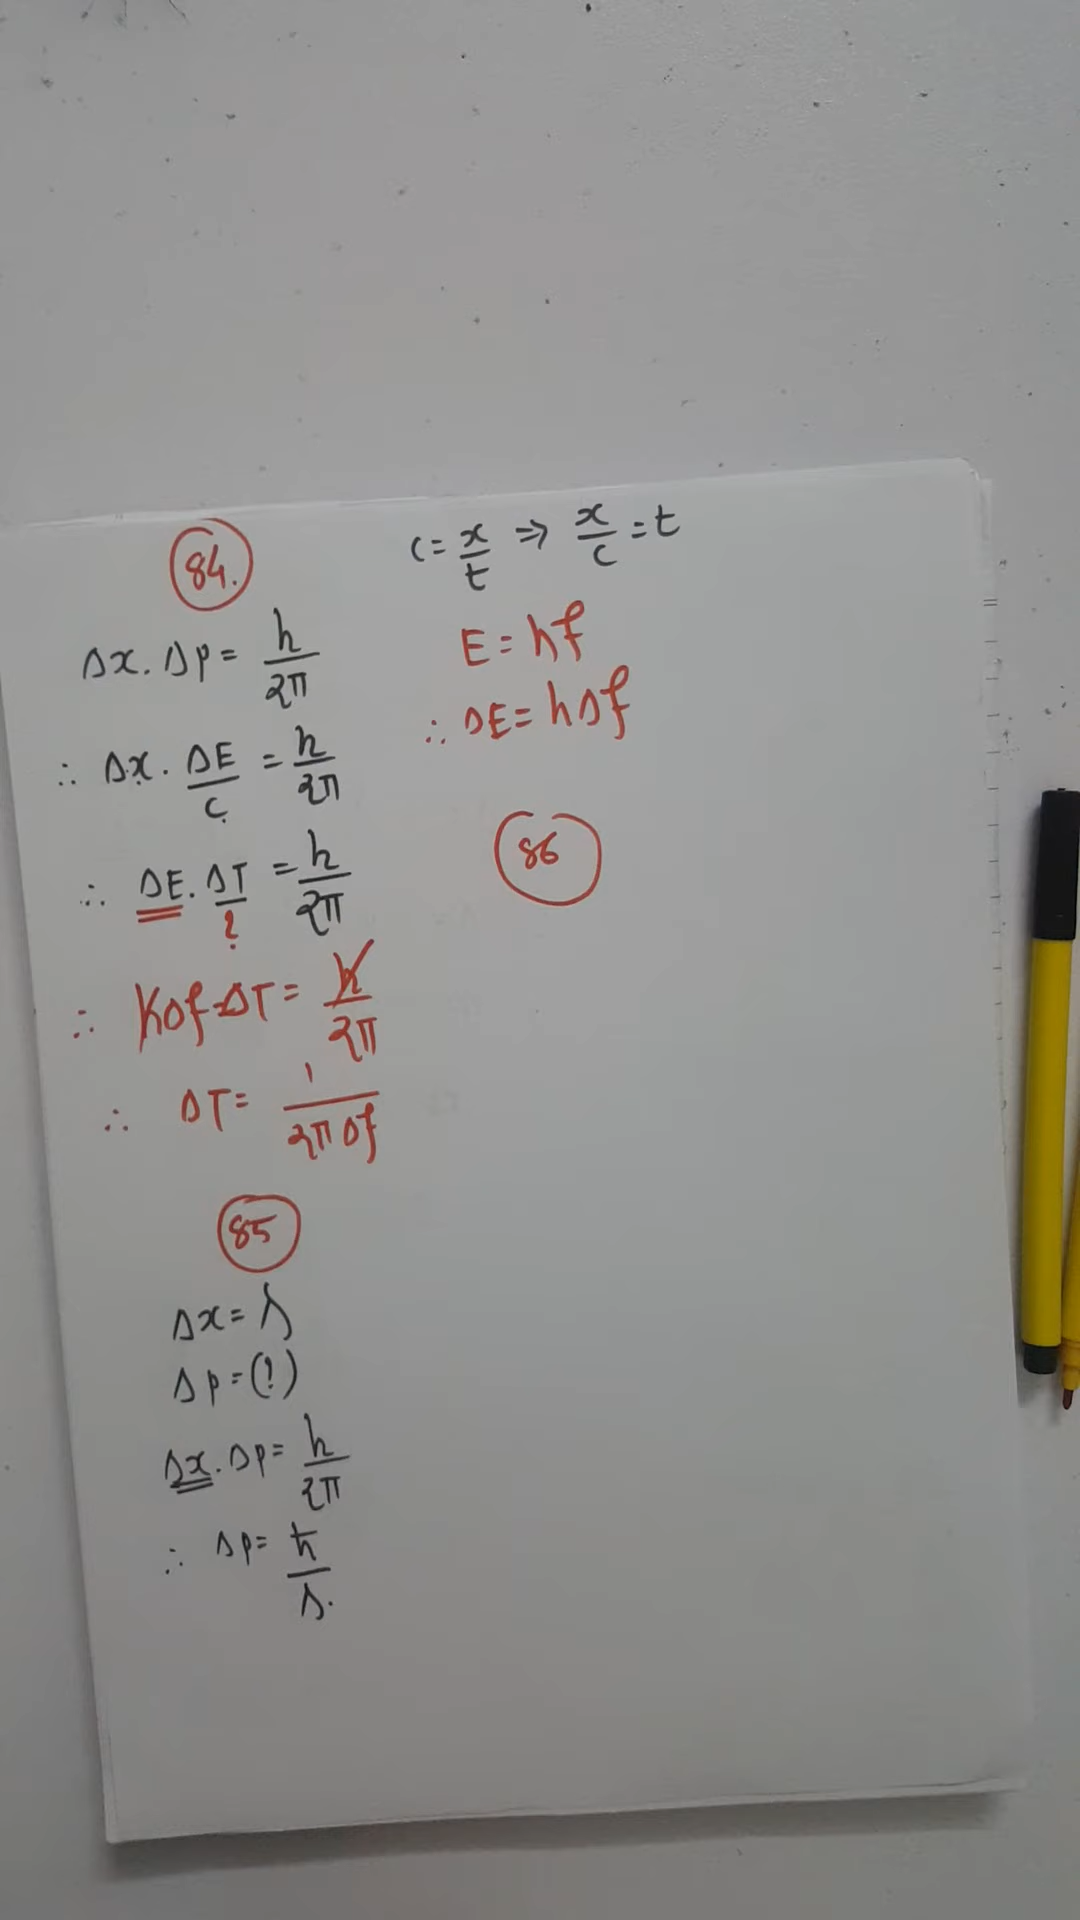 84.
c = x/t ⇒ x/c = t
Δx. Δp = h/2π
E = hf
∴ ΔE = hΔf
∴ Δx. ΔE/c = h/2π
∴ ΔE. ΔT = h/2π
?
∴ hΔf·ΔT = h/2π
∴ ΔT = 1/2πΔf
86
85
Δx = λ
Δp = (?)
Δx. Δp = h/2π
∴ Δp = ħ/λ.